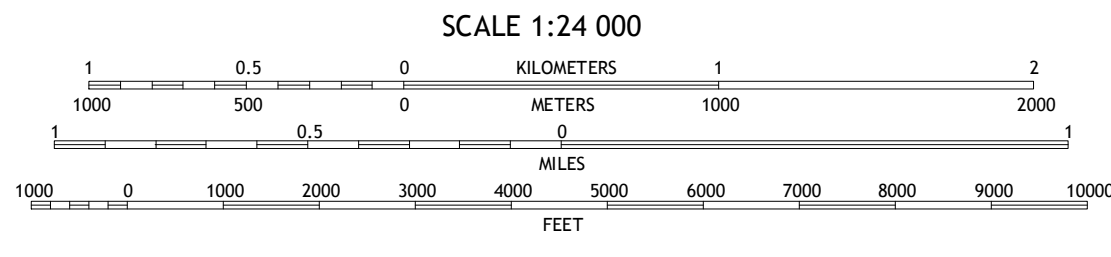 SCALE 1:24 000
1 0.5 0 KILOMETERS 1 2
1000 500 0 METERS 1000 2000
1 0.5 0 1
MILES
1000 0 1000 2000 3000 4000 5000 6000 7000 8000 9000 10000
FEET